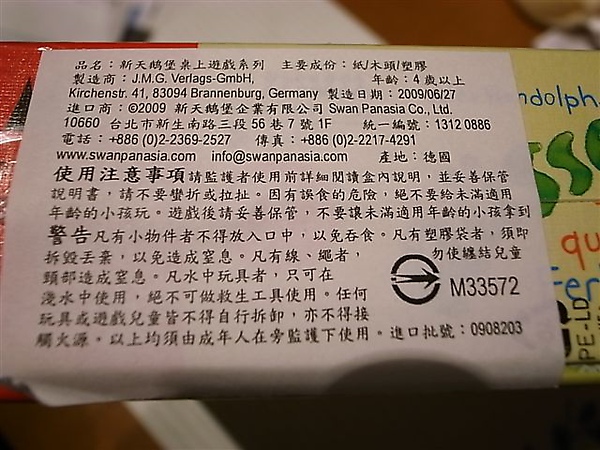 品名：新天鵝堡桌上遊戲系列　主要成份：紙/木頭/塑膠
製造商：J.M.G. Verlags-GmbH,　年齡：4 歲以上
Kirchenstr. 41, 83094 Brannenburg, Germany 製造日期：2009/06/27
進口商：©2009 新天鵝堡企業有限公司 Swan Panasia Co., Ltd.
10660 台北市新生南路三段 56 巷 7 號 1F　統一編號：1312 0886
電話：+886 (0)2-2369-2527　傳真：+886 (0)2-2217-4291
www.swanpanasia.com　info@swanpanasia.com　產地：德國
使用注意事項請監護者使用前詳細閱讀盒內說明，並妥善保管
說明書，請不要彎折或拉扯。因有誤食的危險，絕不要給未滿適用
年齡的小孩玩。遊戲後請妥善保管，不要讓未滿適用年齡的小孩拿到
警告凡有小物件者不得放入口中，以免吞食。凡有塑膠袋者，須即
拆毀丟棄，以免造成窒息。凡有線、繩者，勿使纏結兒童
頸部造成窒息。凡水中玩具者，只可在
淺水中使用，絕不可做救生工具使用。任何
玩具或遊戲兒童皆不得自行拆卸，亦不得接
觸火源。以上均須由成年人在旁監護下使用。進口批號：0908203
M33572
ndolph
sso
qu
Fer
PE-LD